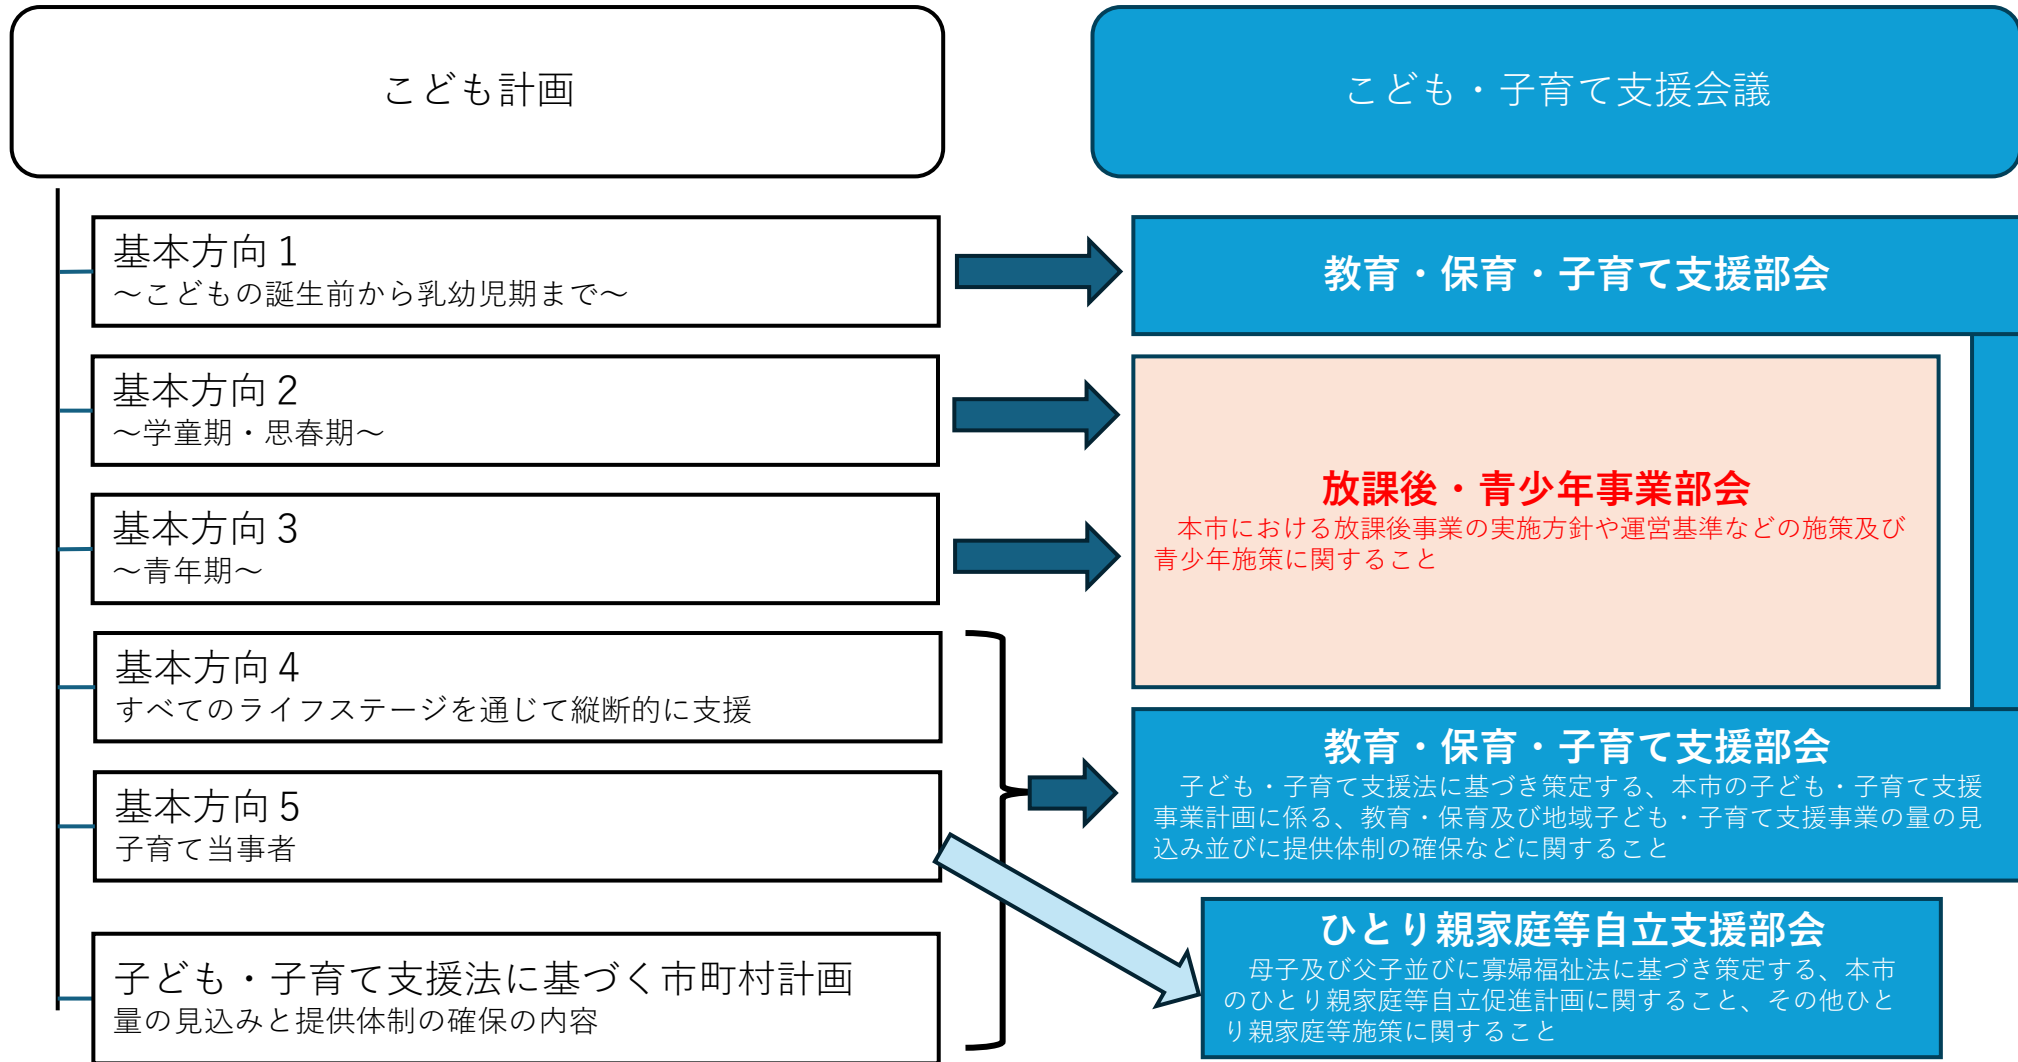 こども計画
こども・子育て支援会議
基本方向1
～こどもの誕生前から乳幼児期まで～
基本方向2
～学童期・思春期～
基本方向3
～青年期～
基本方向4
すべてのライフステージを通じて縦断的に支援
基本方向5
子育て当事者
子ども・子育て支援法に基づく市町村計画
量の見込みと提供体制の確保の内容
教育・保育・子育て支援部会
放課後・青少年事業部会
本市における放課後事業の実施方針や運営基準などの施策及び
青少年施策に関すること
教育・保育・子育て支援部会
子ども・子育て支援法に基づき策定する、本市の子ども・子育て支援
事業計画に係る、教育・保育及び地域子ども・子育て支援事業の量の見
込み並びに提供体制の確保などに関すること
ひとり親家庭等自立支援部会
母子及び父子並びに寡婦福祉法に基づき策定する、本市
のひとり親家庭等自立促進計画に関すること、その他ひと
り親家庭等施策に関すること